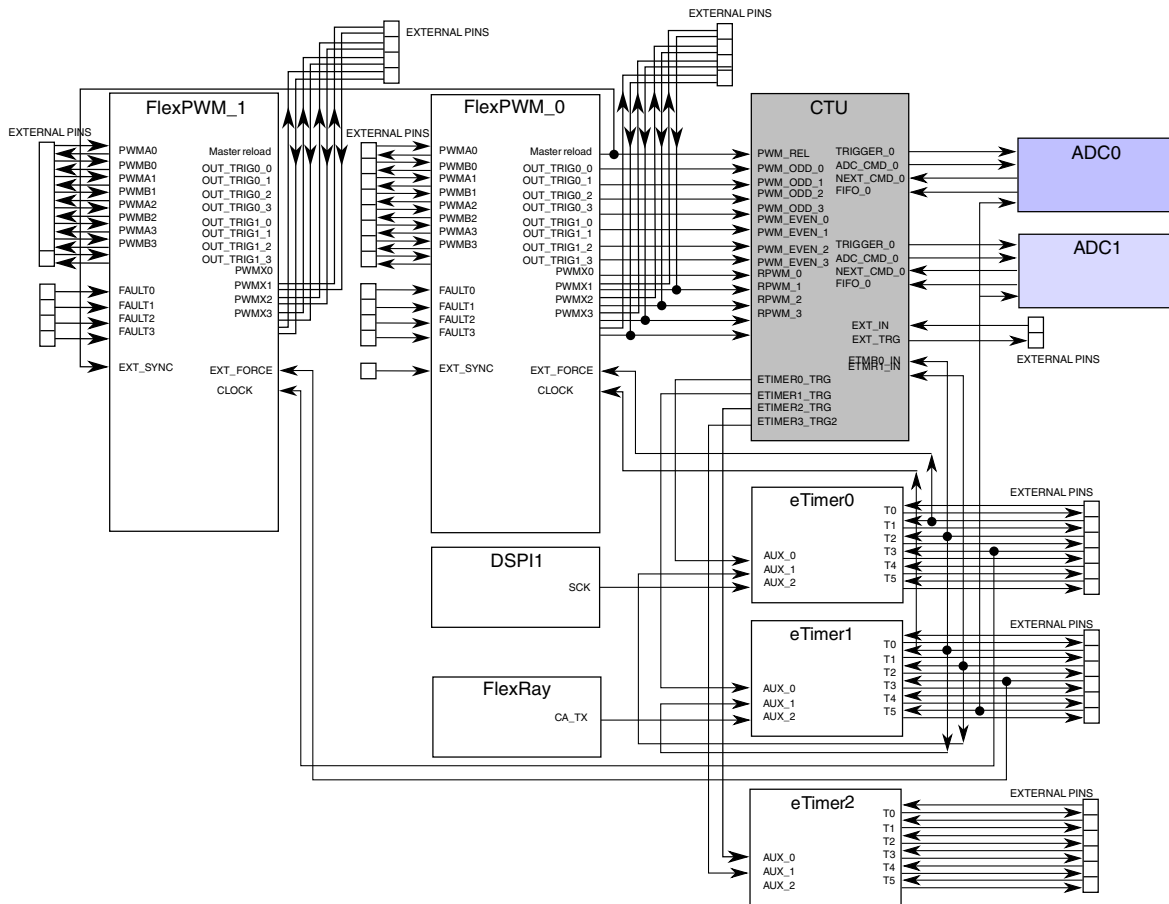 EXTERNAL PINS
EXTERNAL PINS
FlexPWM_1
EXTERNAL PINS
PWMA0
PWMB0
PWMA1
PWMB1
PWMA2
PWMB2
PWMA3
PWMB3
FAULT0
FAULT1
FAULT2
FAULT3
EXT_SYNC
Master reload
OUT_TRIG0_0
OUT_TRIG0_1
OUT_TRIG0_2
OUT_TRIG0_3
OUT_TRIG1_0
OUT_TRIG1_1
OUT_TRIG1_2
OUT_TRIG1_3
PWMX0
PWMX1
PWMX2
PWMX3
EXT_FORCE
CLOCK
FlexPWM_0
EXTERNAL PINS
PWMA0
PWMB0
PWMA1
PWMB1
PWMA2
PWMB2
PWMA3
PWMB3
FAULT0
FAULT1
FAULT2
FAULT3
EXT_SYNC
Master reload
OUT_TRIG0_0
OUT_TRIG0_1
OUT_TRIG0_2
OUT_TRIG0_3
OUT_TRIG1_0
OUT_TRIG1_1
OUT_TRIG1_2
OUT_TRIG1_3
PWMX0
PWMX1
PWMX2
PWMX3
EXT_FORCE
CLOCK
CTU
PWM_REL
PWM_ODD_0
PWM_ODD_1
PWM_ODD_2
PWM_ODD_3
PWM_EVEN_0
PWM_EVEN_1
PWM_EVEN_2
PWM_EVEN_3
RPWM_0
RPWM_1
RPWM_2
RPWM_3
ETIMER0_TRG
ETIMER1_TRG
ETIMER2_TRG
ETIMER3_TRG2
TRIGGER_0
ADC_CMD_0
NEXT_CMD_0
FIFO_0
TRIGGER_0
ADC_CMD_0
NEXT_CMD_0
FIFO_0
EXT_IN
EXT_TRG
ETMR0_IN
ETMR1_IN
ADC0
ADC1
EXTERNAL PINS
eTimer0
AUX_0
AUX_1
AUX_2
T0
T1
T2
T3
T4
T5
EXTERNAL PINS
DSPI1
SCK
eTimer1
AUX_0
AUX_1
AUX_2
T0
T1
T2
T3
T4
T5
EXTERNAL PINS
FlexRay
CA_TX
eTimer2
AUX_0
AUX_1
AUX_2
T0
T1
T2
T3
T4
T5
EXTERNAL PINS